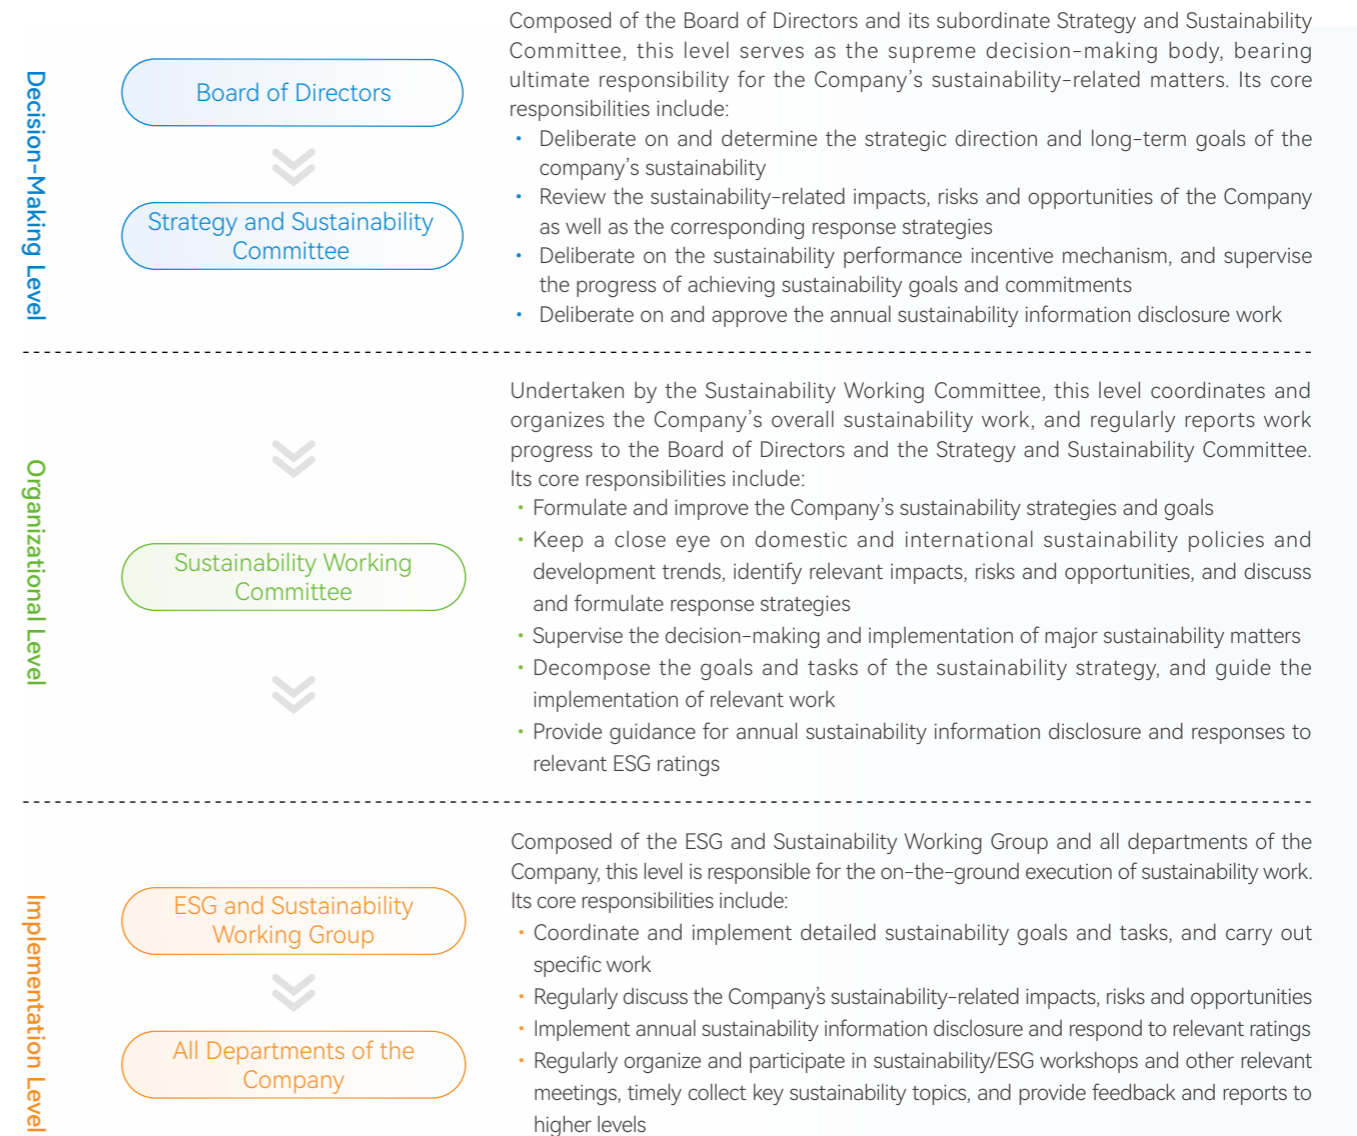 Decision-Making Level
Board of Directors
Strategy and Sustainability
Committee
Composed of the Board of Directors and its subordinate Strategy and Sustainability
Committee, this level serves as the supreme decision-making body, bearing
ultimate responsibility for the Company’s sustainability-related matters. Its core
responsibilities include:
• Deliberate on and determine the strategic direction and long-term goals of the
company’s sustainability
• Review the sustainability-related impacts, risks and opportunities of the Company
as well as the corresponding response strategies
• Deliberate on the sustainability performance incentive mechanism, and supervise
the progress of achieving sustainability goals and commitments
• Deliberate on and approve the annual sustainability information disclosure work
Organizational Level
Sustainability Working
Committee
Undertaken by the Sustainability Working Committee, this level coordinates and
organizes the Company’s overall sustainability work, and regularly reports work
progress to the Board of Directors and the Strategy and Sustainability Committee.
Its core responsibilities include:
• Formulate and improve the Company’s sustainability strategies and goals
• Keep a close eye on domestic and international sustainability policies and
development trends, identify relevant impacts, risks and opportunities, and discuss
and formulate response strategies
• Supervise the decision-making and implementation of major sustainability matters
• Decompose the goals and tasks of the sustainability strategy, and guide the
implementation of relevant work
• Provide guidance for annual sustainability information disclosure and responses to
relevant ESG ratings
Implementation Level
ESG and Sustainability
Working Group
All Departments of the
Company
Composed of the ESG and Sustainability Working Group and all departments of the
Company, this level is responsible for the on-the-ground execution of sustainability work.
Its core responsibilities include:
• Coordinate and implement detailed sustainability goals and tasks, and carry out
specific work
• Regularly discuss the Company’s sustainability-related impacts, risks and opportunities
• Implement annual sustainability information disclosure and respond to relevant ratings
• Regularly organize and participate in sustainability/ESG workshops and other relevant
meetings, timely collect key sustainability topics, and provide feedback and reports to
higher levels